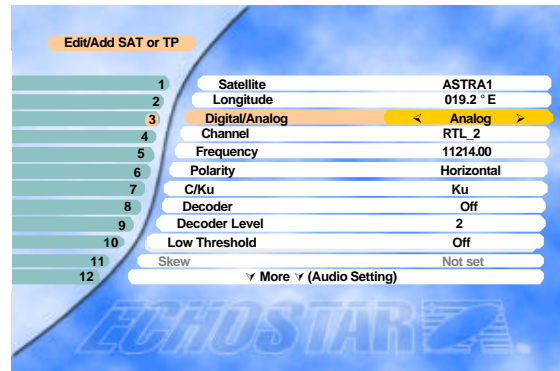 Edit/Add SAT or TP
1 Satellite ASTRA1
2 Longitude 019.2 ° E
3 Digital/Analog < Analog >
4 Channel RTL_2
5 Frequency 11214.00
6 Polarity Horizontal
7 C/Ku Ku
8 Decoder Off
9 Decoder Level 2
10 Low Threshold Off
11 Skew Not set
12 ⮟ More ⮟ (Audio Setting)
ECHOSTAR